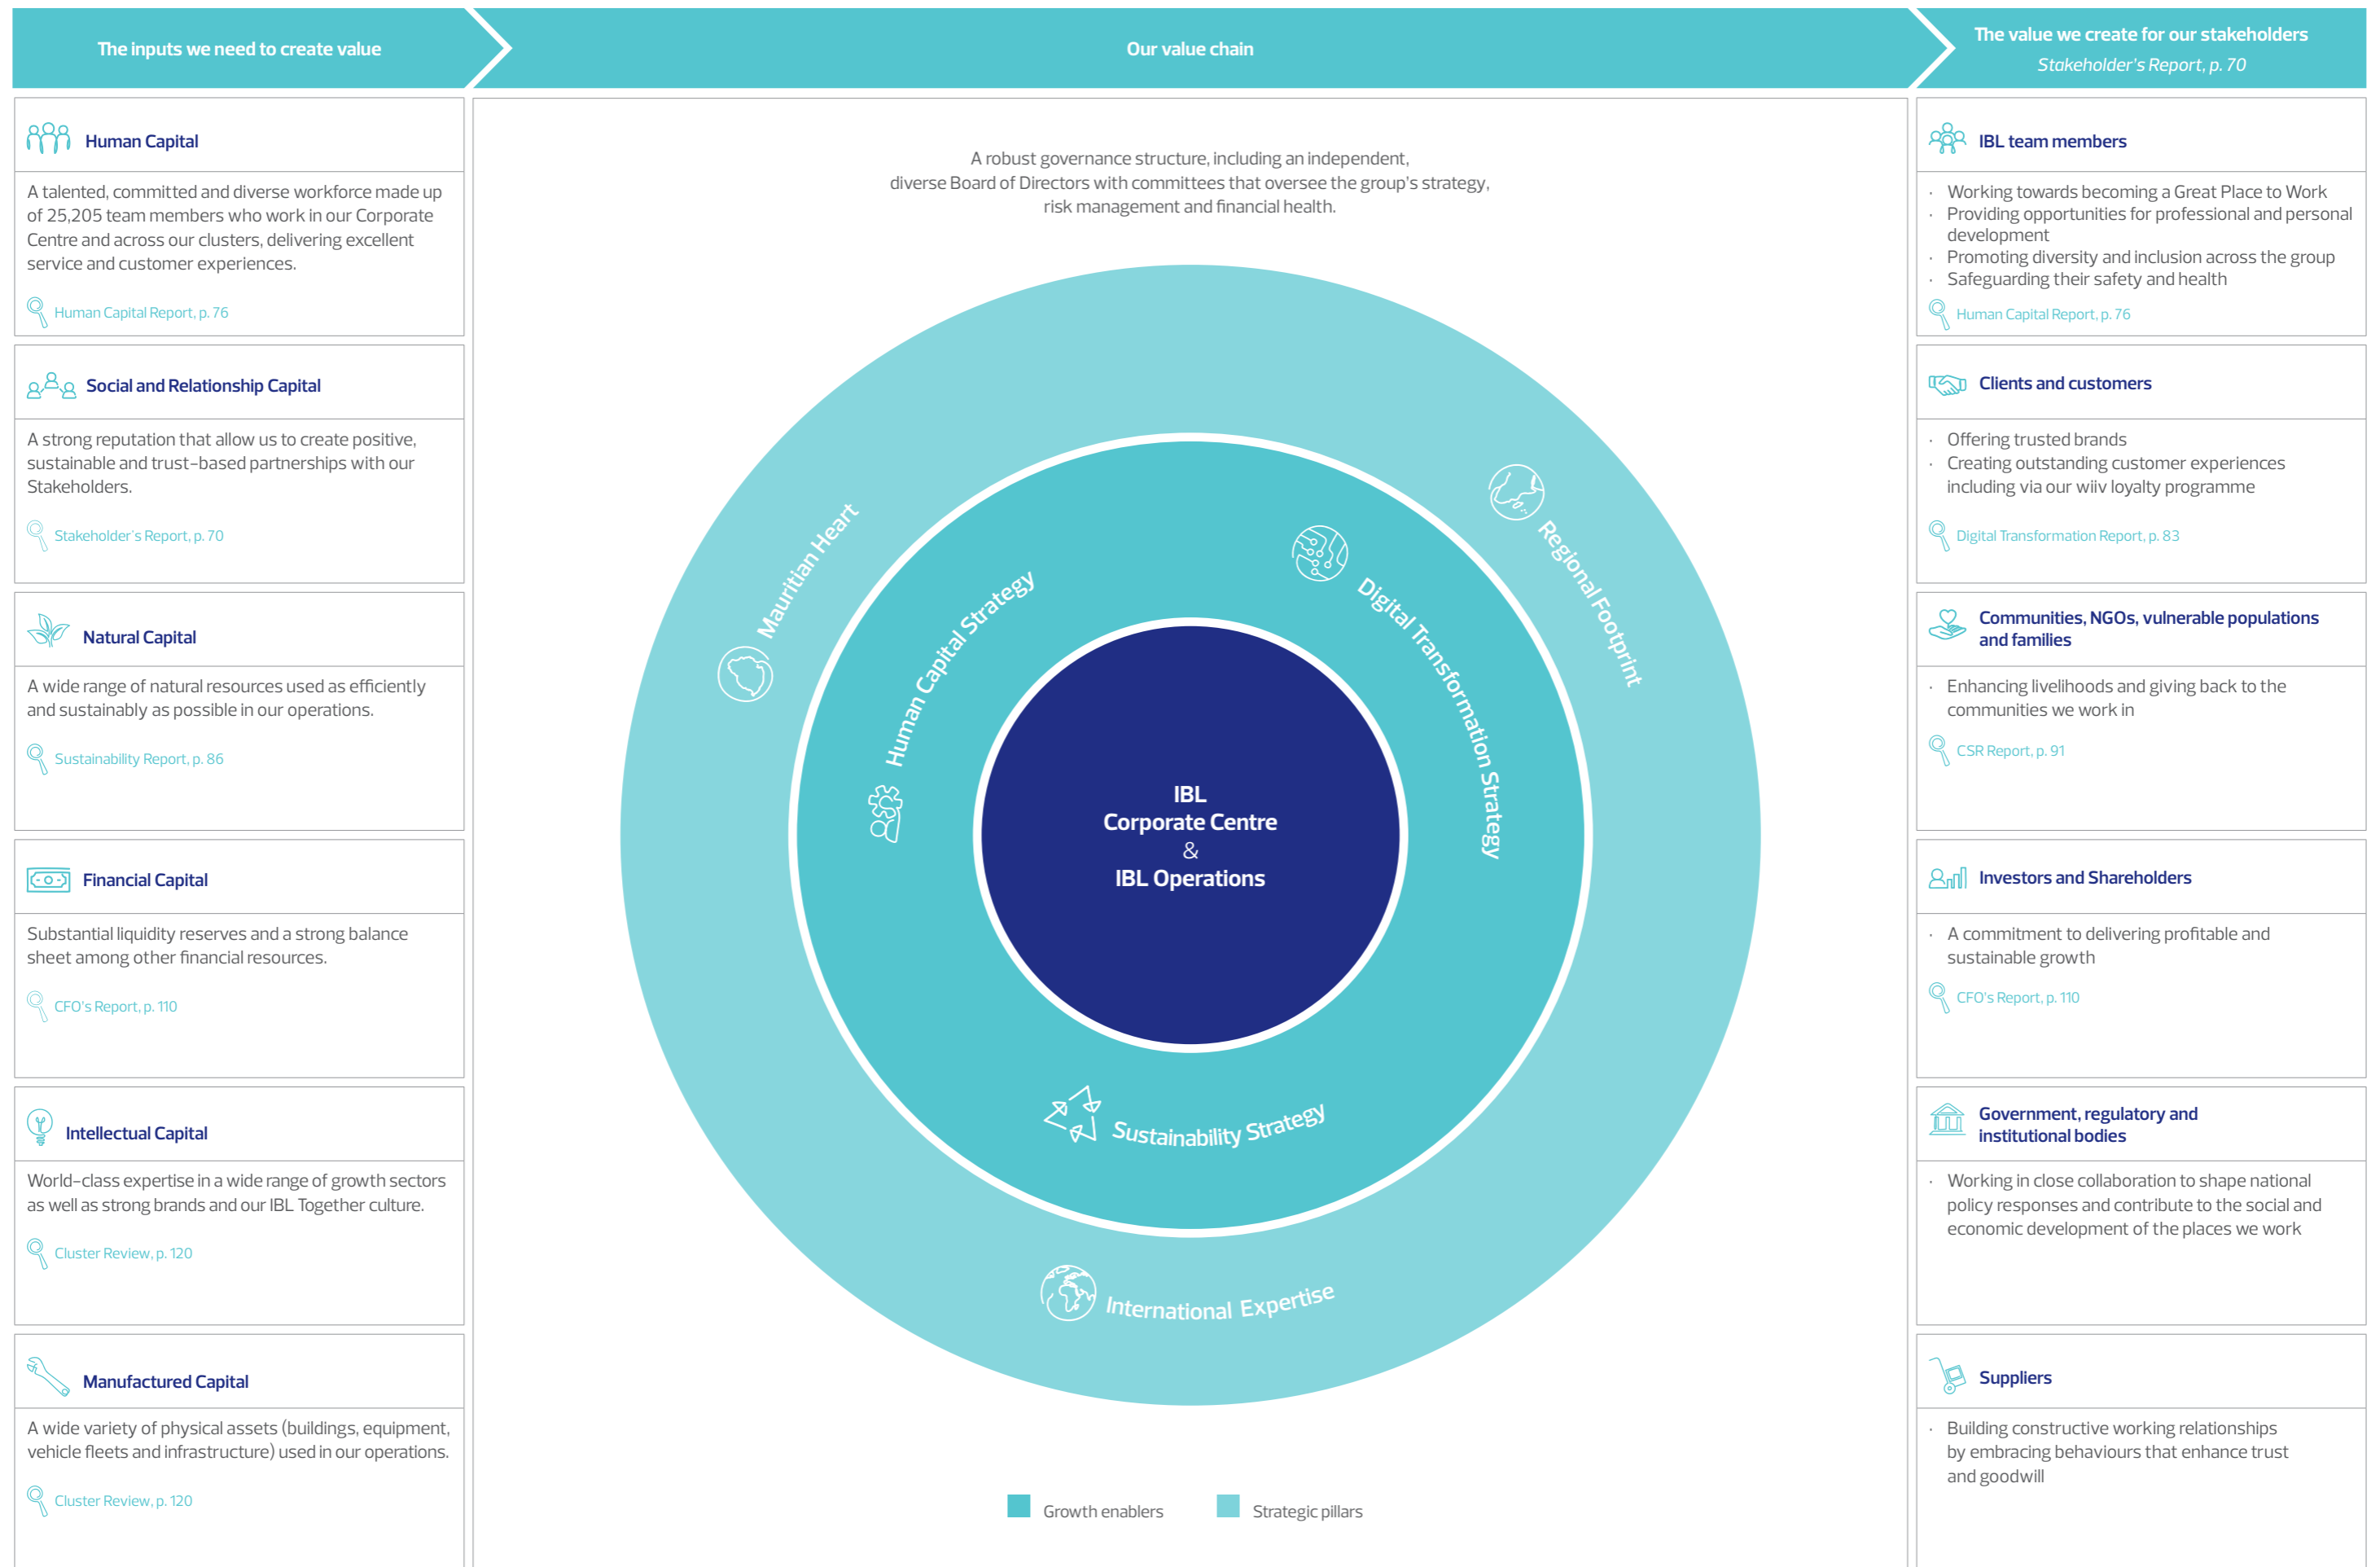 The inputs we need to create value
Our value chain
The value we create for our stakeholders
Stakeholder's Report, p. 70
Human Capital
A talented, committed and diverse workforce made up
of 25,205 team members who work in our Corporate
Centre and across our clusters, delivering excellent
service and customer experiences.
Human Capital Report, p. 76
Social and Relationship Capital
A strong reputation that allow us to create positive,
sustainable and trust-based partnerships with our
Stakeholders.
Stakeholder's Report, p. 70
Natural Capital
A wide range of natural resources used as efficiently
and sustainably as possible in our operations.
Sustainability Report, p. 86
Financial Capital
Substantial liquidity reserves and a strong balance
sheet among other financial resources.
CFO's Report, p. 110
Intellectual Capital
World-class expertise in a wide range of growth sectors
as well as strong brands and our IBL Together culture.
Cluster Review, p. 120
Manufactured Capital
A wide variety of physical assets (buildings, equipment,
vehicle fleets and infrastructure) used in our operations.
Cluster Review, p. 120
A robust governance structure, including an independent,
diverse Board of Directors with committees that oversee the group's strategy,
risk management and financial health.
Mauritian Heart
Regional Footprint
Human Capital Strategy
Digital Transformation Strategy
IBL
Corporate Centre
&
IBL Operations
Sustainability Strategy
International Expertise
Growth enablers
Strategic pillars
IBL team members
· Working towards becoming a Great Place to Work
· Providing opportunities for professional and personal
development
· Promoting diversity and inclusion across the group
· Safeguarding their safety and health
Human Capital Report, p. 76
Clients and customers
· Offering trusted brands
· Creating outstanding customer experiences
including via our wiiv loyalty programme
Digital Transformation Report, p. 83
Communities, NGOs, vulnerable populations
and families
· Enhancing livelihoods and giving back to the
communities we work in
CSR Report, p. 91
Investors and Shareholders
· A commitment to delivering profitable and
sustainable growth
CFO's Report, p. 110
Government, regulatory and
institutional bodies
· Working in close collaboration to shape national
policy responses and contribute to the social and
economic development of the places we work
Suppliers
· Building constructive working relationships
by embracing behaviours that enhance trust
and goodwill